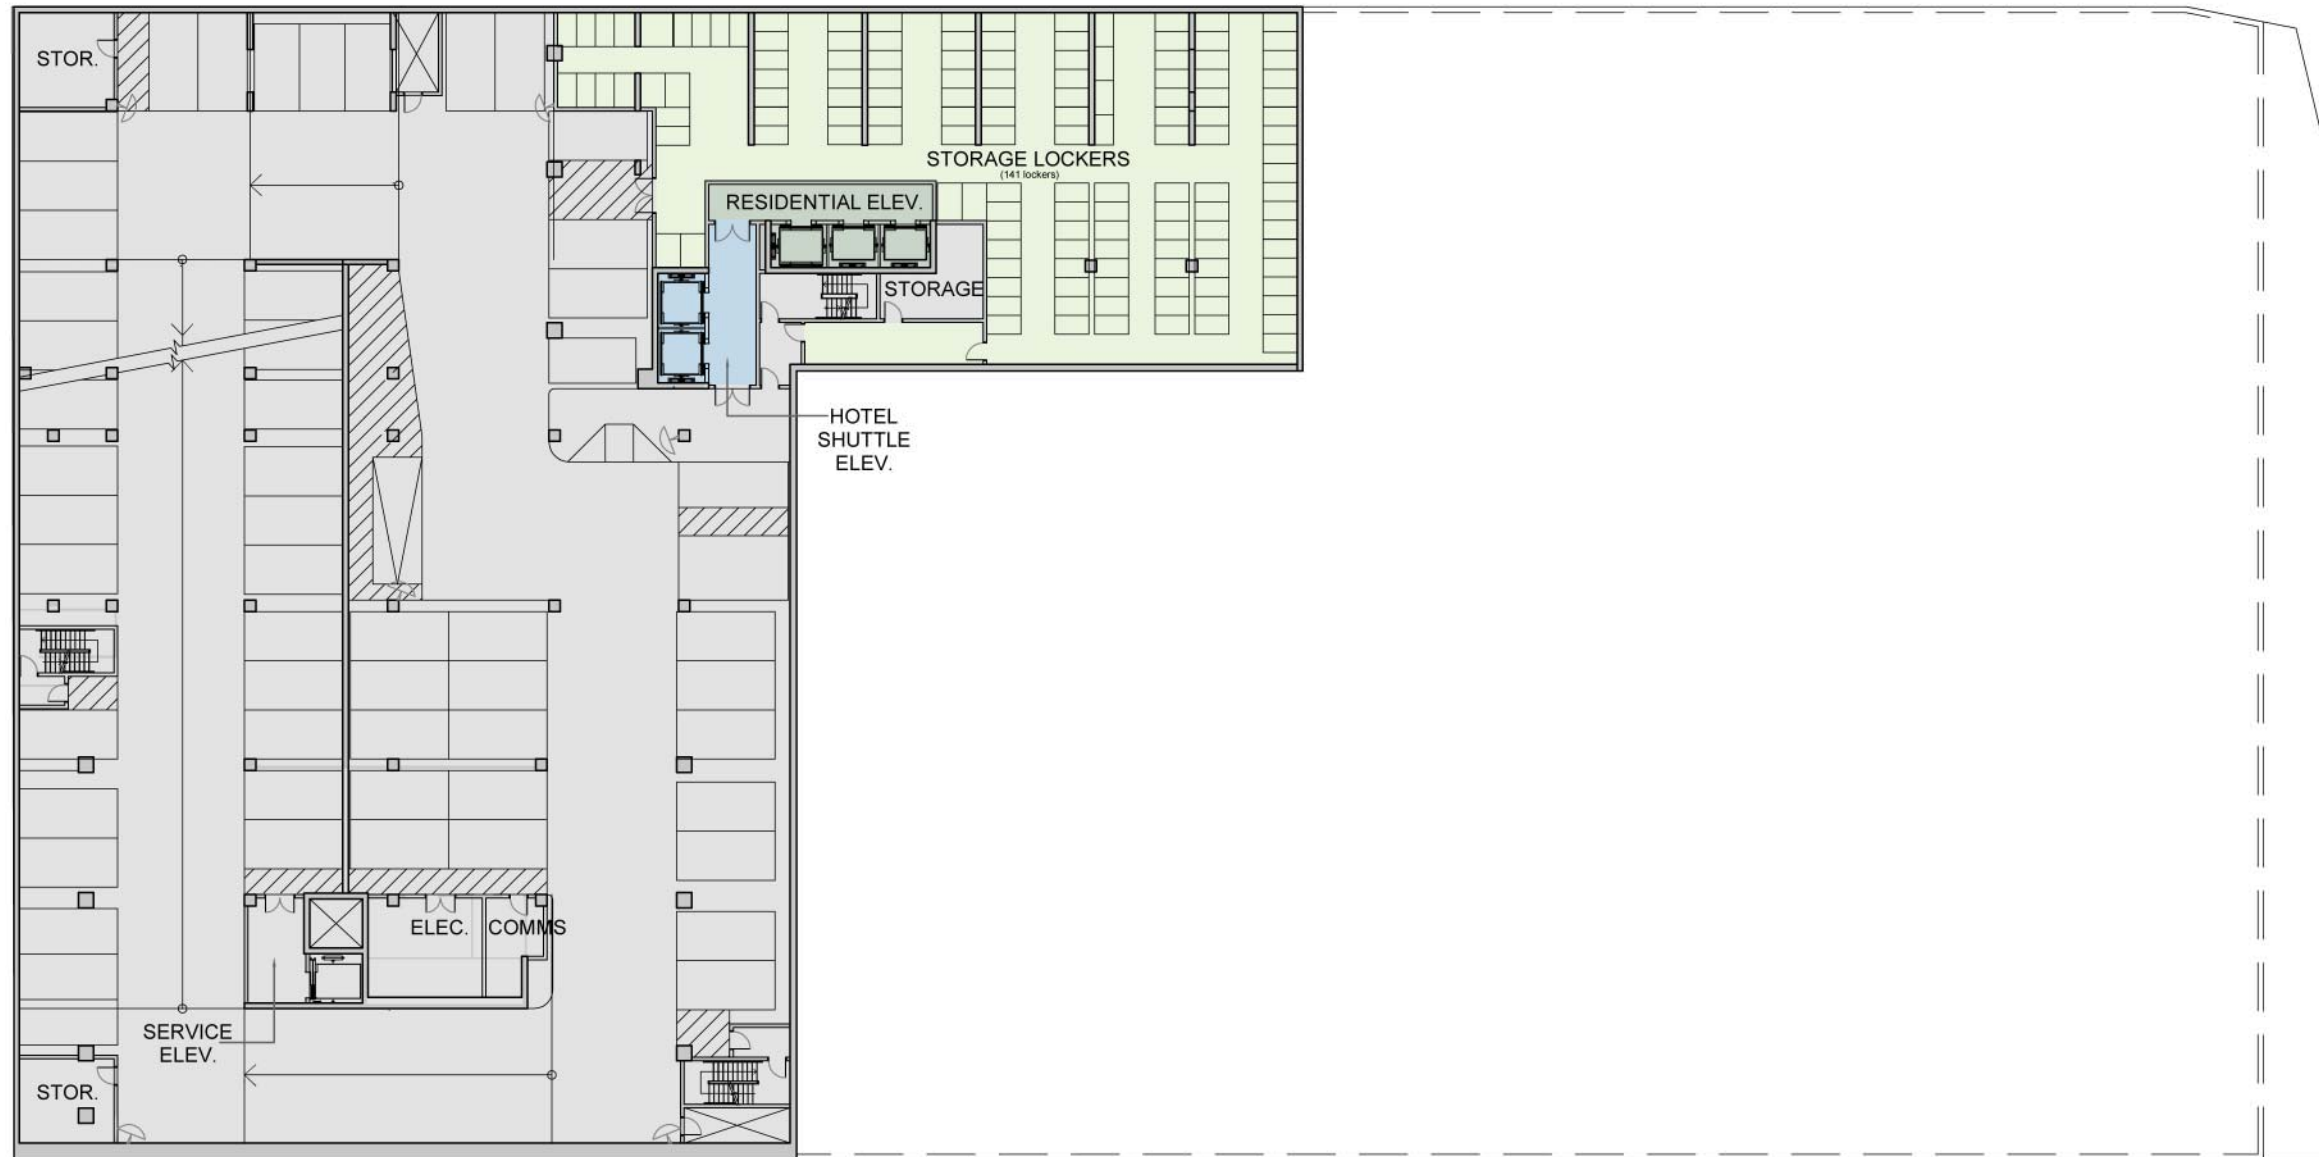 STOR.
STORAGE LOCKERS
(141 lockers)
RESIDENTIAL ELEV.
STORAGE
HOTEL
SHUTTLE
ELEV.
ELEC.
COMMS
SERVICE
ELEV.
STOR.